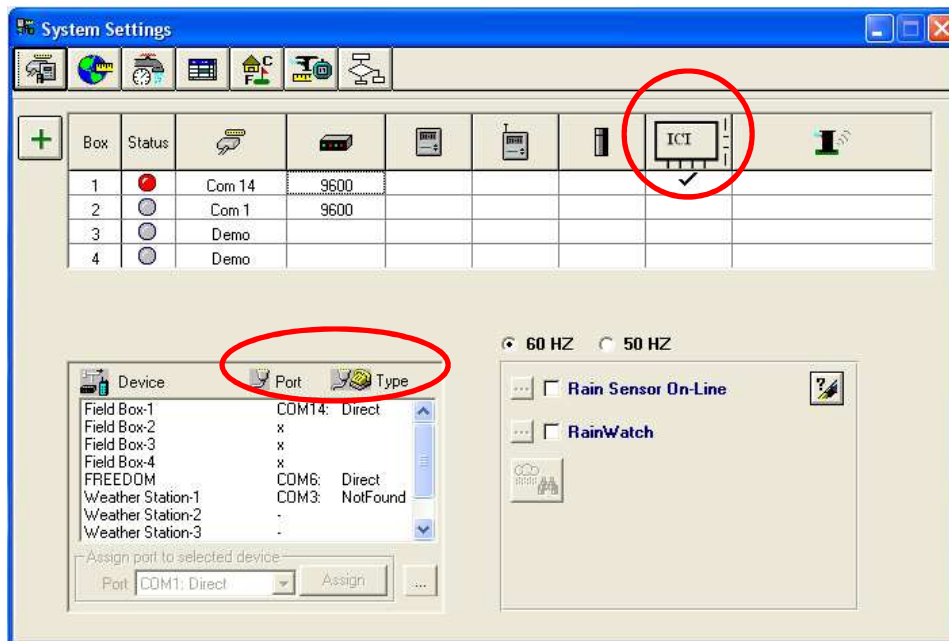 System Settings
C
F
Box Status ICI
1 Com 14 9600
2 Com 1 9600
3 Demo
4 Demo
60 HZ 50 HZ
Device Port Type
Field Box-1 COM14: Direct
Field Box-2 x
Field Box-3 x
Field Box-4 x
FREEDOM COM6: Direct
Weather Station-1 COM3: NotFound
Weather Station-2 -
Weather Station-3 -
Assign port to selected device
Port COM1: Direct Assign ...
... Rain Sensor On-Line ?
... RainWatch